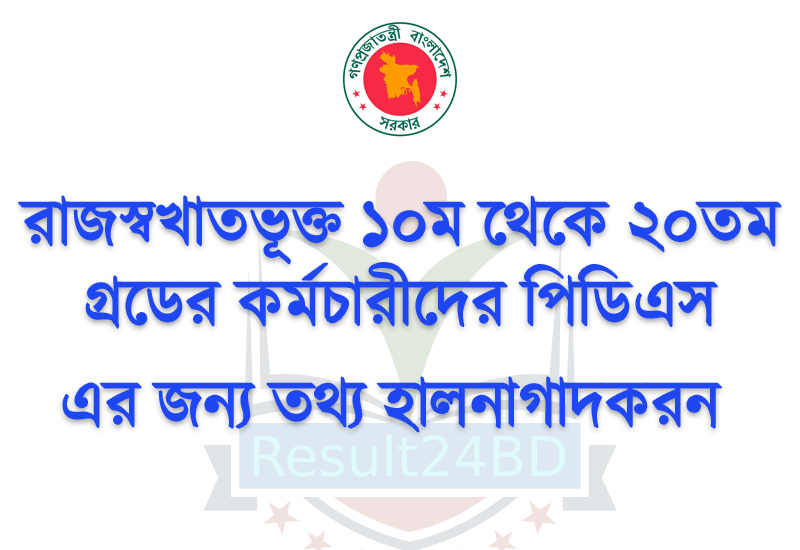 গণপ্রজাতন্ত্রী বাংলাদেশ
সরকার
রাজস্বখাতভূক্ত ১০ম থেকে ২০তম
গ্রডের কর্মচারীদের পিডিএস
এর জন্য তথ্য হালনাগাদকরন
Result24BD